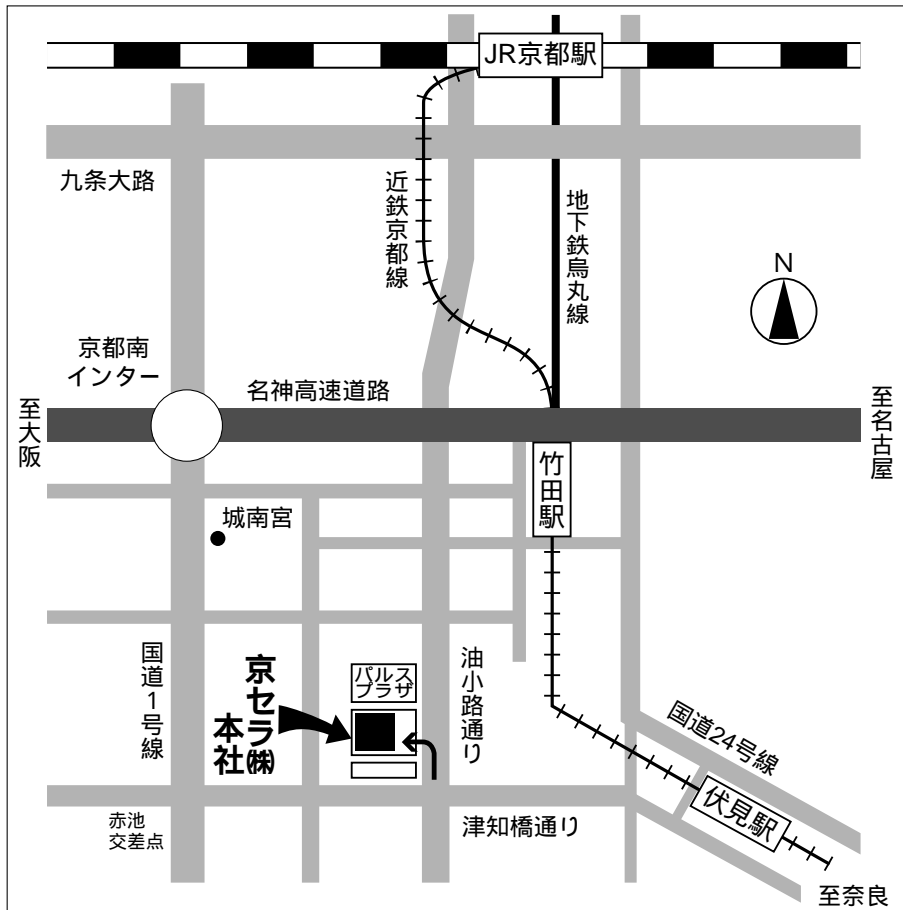 JR京都駅
九条大路
近鉄京都線
地下鉄烏丸線
N
京都南
インター
名神高速道路
至大阪
至名古屋
竹田駅
城南宮
国道1号線
京セラ㈱
本社
パルス
プラザ
油小路通り
国道24号線
伏見駅
赤池
交差点
津知橋通り
至奈良